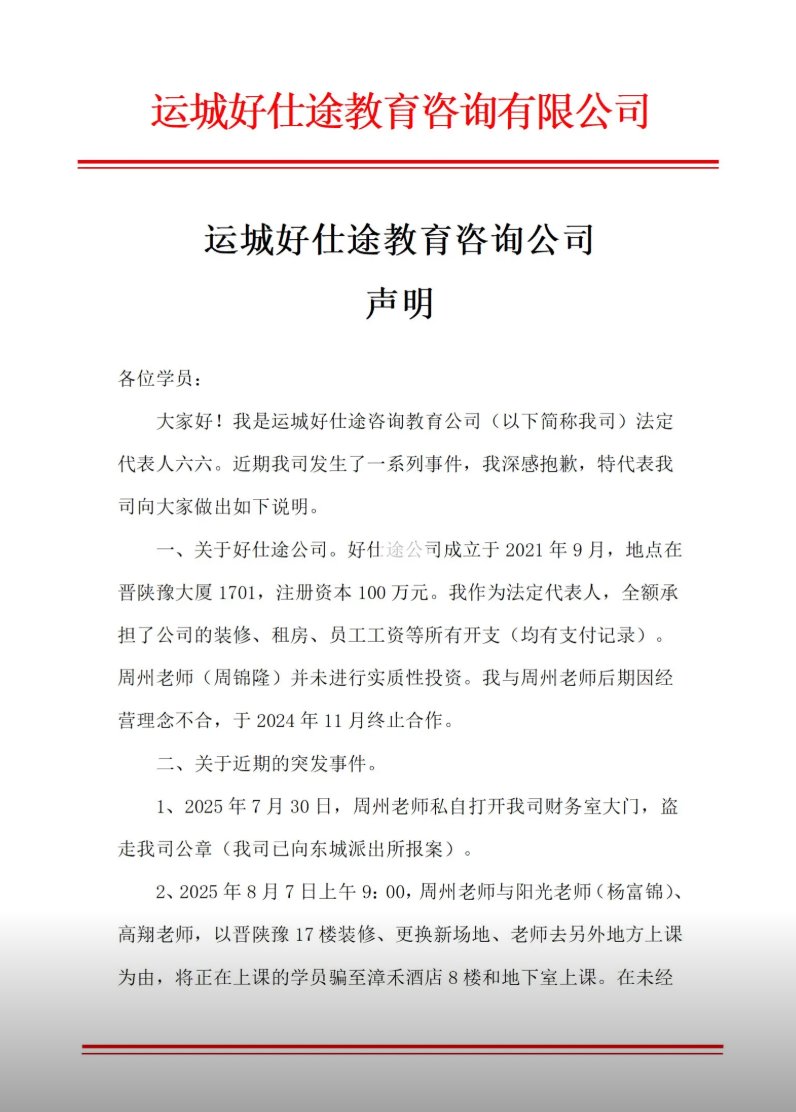 运城好仕途教育咨询有限公司
运城好仕途教育咨询公司
声明
各位学员：
大家好！我是运城好仕途咨询教育公司（以下简称我司）法定
代表人六六。近期我司发生了一系列事件，我深感抱歉，特代表我
司向大家做出如下说明。
一、关于好仕途公司。好仕途公司成立于 2021 年 9 月，地点在
晋陕豫大厦 1701，注册资本 100 万元。我作为法定代表人，全额承
担了公司的装修、租房、员工工资等所有开支（均有支付记录）。
周州老师（周锦隆）并未进行实质性投资。我与周州老师后期因经
营理念不合，于 2024 年 11 月终止合作。
二、关于近期的突发事件。
1、2025 年 7 月 30 日，周州老师私自打开我司财务室大门，盗
走我司公章（我司已向东城派出所报案）。
2、2025 年 8 月 7 日上午 9：00，周州老师与阳光老师（杨富锦）、
高翔老师，以晋陕豫 17 楼装修、更换新场地、老师去另外地方上课
为由，将正在上课的学员骗至漳禾酒店 8 楼和地下室上课。在未经